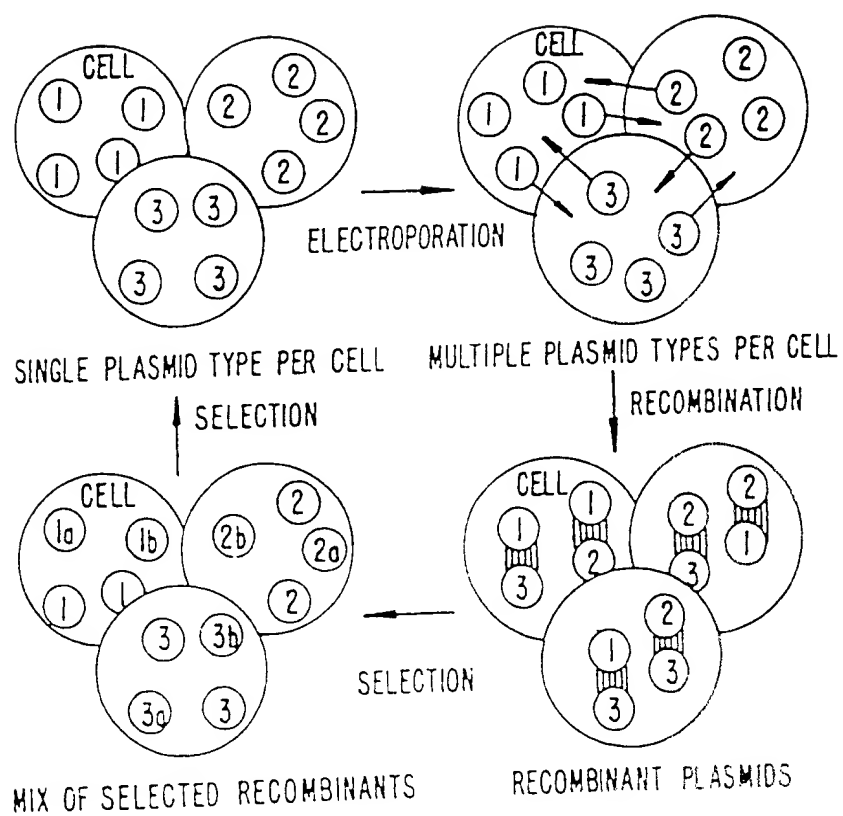 CELL
1 1 1 1
2 2 2 2
3 3 3 3
ELECTROPORATION
CELL
1 1 1 1
2 2 2 2
3 3 3 3
SINGLE PLASMID TYPE PER CELL
MULTIPLE PLASMID TYPES PER CELL
SELECTION
RECOMBINATION
CELL
1a 1b 1 1
2 2b 2a 2
3 3b 3a 3
SELECTION
CELL
1 3 1 2
2 3 2 1
1 3 2 3
MIX OF SELECTED RECOMBINANTS
RECOMBINANT PLASMIDS